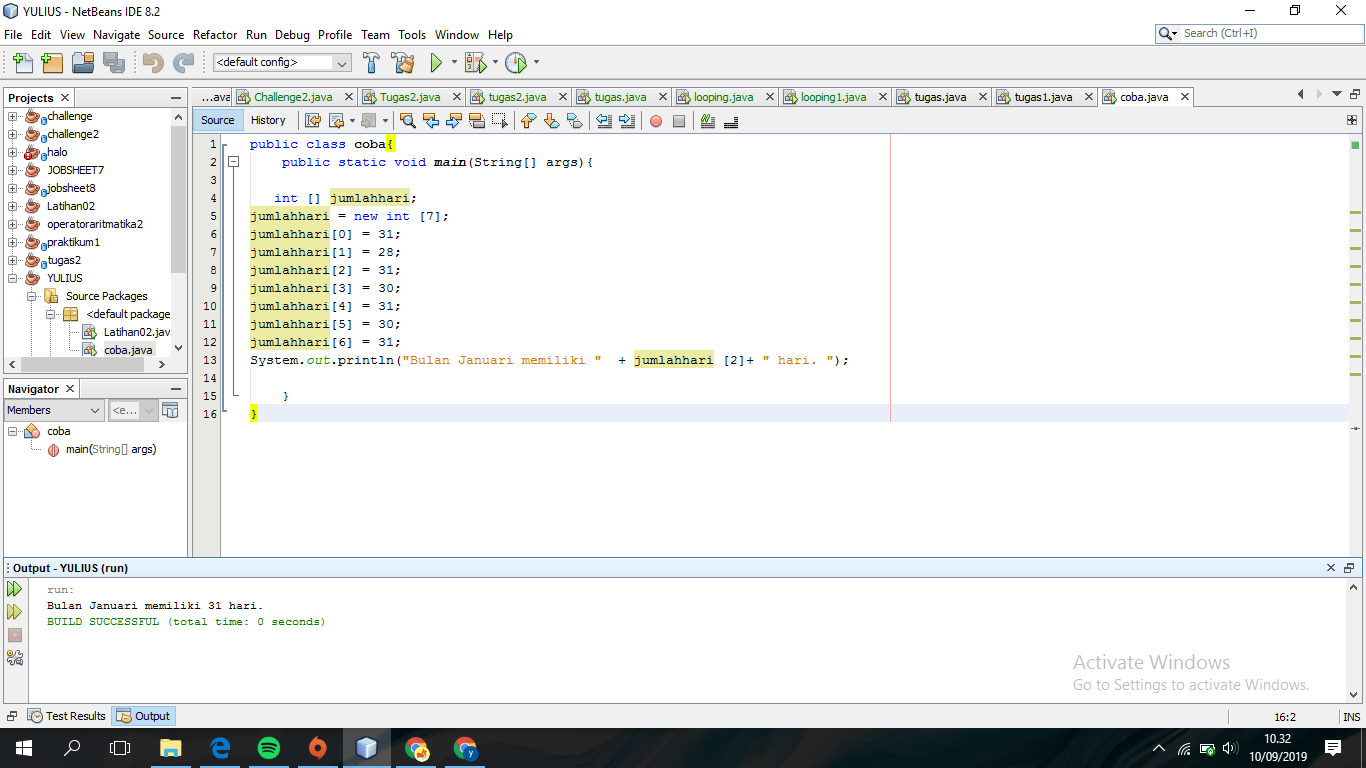 YULIUS - NetBeans IDE 8.2
File Edit View Navigate Source Refactor Run Debug Profile Team Tools Window Help
Search (Ctrl+I)
<default config>
Projects
challenge
challenge2
halo
JOBSHEET7
jobsheet8
Latihan02
operatoraritmatika2
praktikum1
tugas2
YULIUS
Source Packages
<default package
Latihan02.jav
coba.java
Navigator
Members
<e...
coba
main(String[] args)
...ava Challenge2.java Tugas2.java tugas2.java tugas.java looping.java looping1.java tugas.java tugas1.java coba.java
Source History
1 public class coba{
2 public static void main(String[] args){
3
4 int [] jumlahhari;
5 jumlahhari = new int [7];
6 jumlahhari[0] = 31;
7 jumlahhari[1] = 28;
8 jumlahhari[2] = 31;
9 jumlahhari[3] = 30;
10 jumlahhari[4] = 31;
11 jumlahhari[5] = 30;
12 jumlahhari[6] = 31;
13 System.out.println("Bulan Januari memiliki " + jumlahhari [2]+ " hari. ");
14
15 }
16 }
Output - YULIUS (run)
run:
Bulan Januari memiliki 31 hari.
BUILD SUCCESSFUL (total time: 0 seconds)
Activate Windows
Go to Settings to activate Windows.
Test Results Output
16:2 INS
10.32
10/09/2019